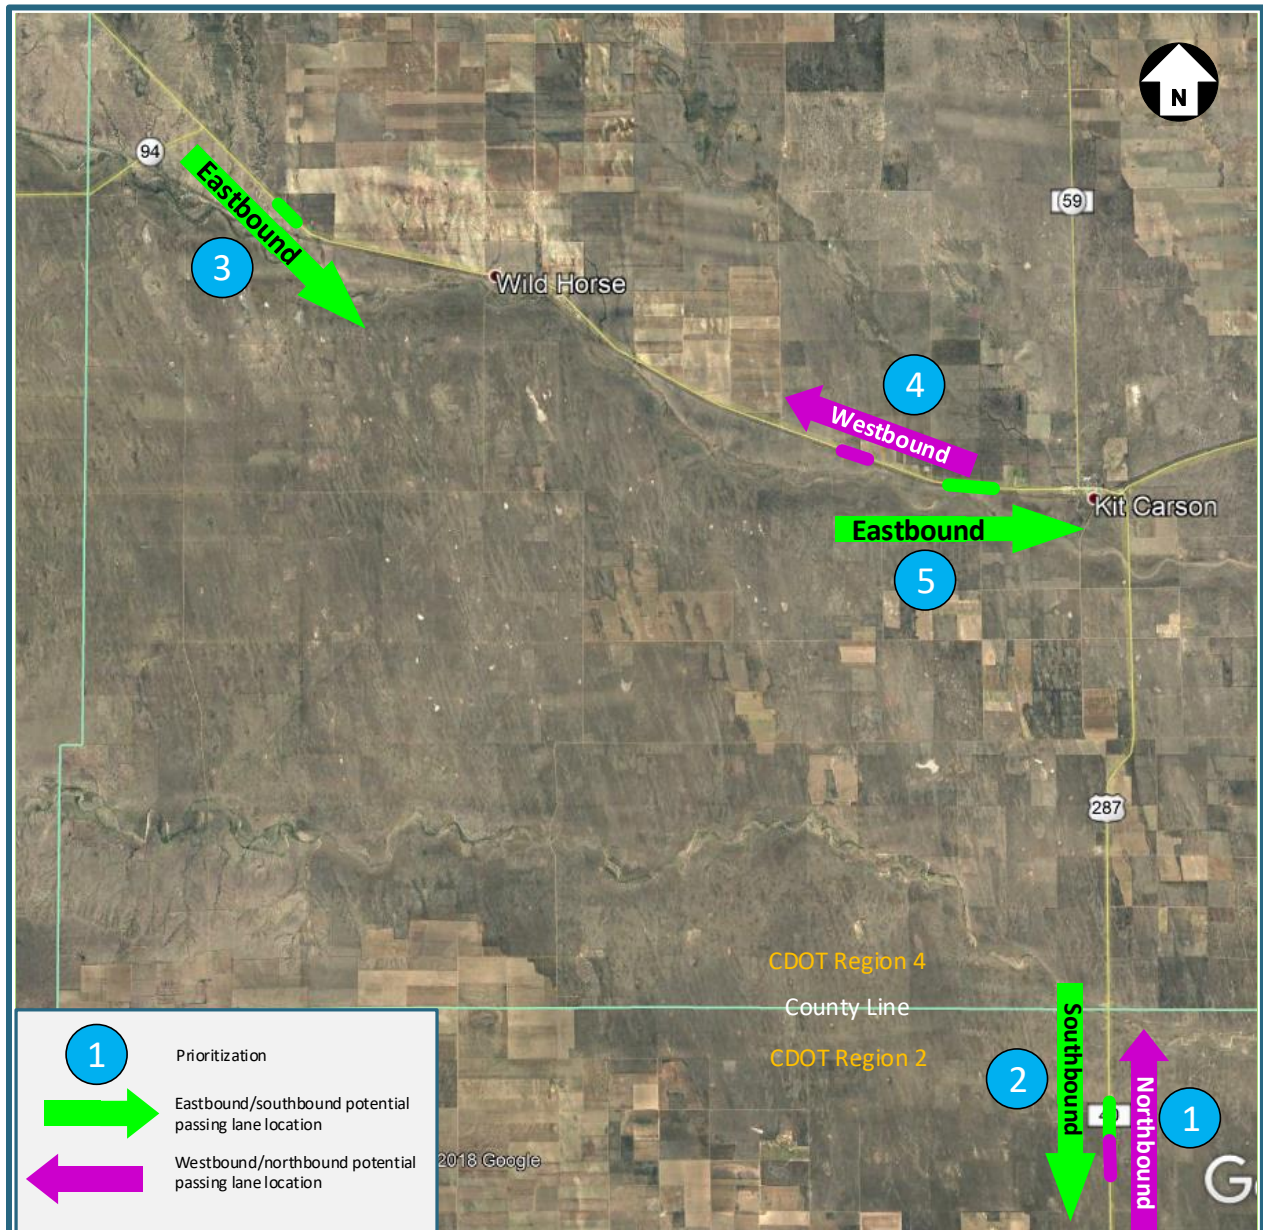 N
94
59
Eastbound
3
Wild Horse
4
Westbound
Kit Carson
Eastbound
5
287
CDOT Region 4
County Line
CDOT Region 2
Southbound
2
Northbound
1
1
Prioritization
Eastbound/southbound potential
passing lane location
Westbound/northbound potential
passing lane location
2018 Google